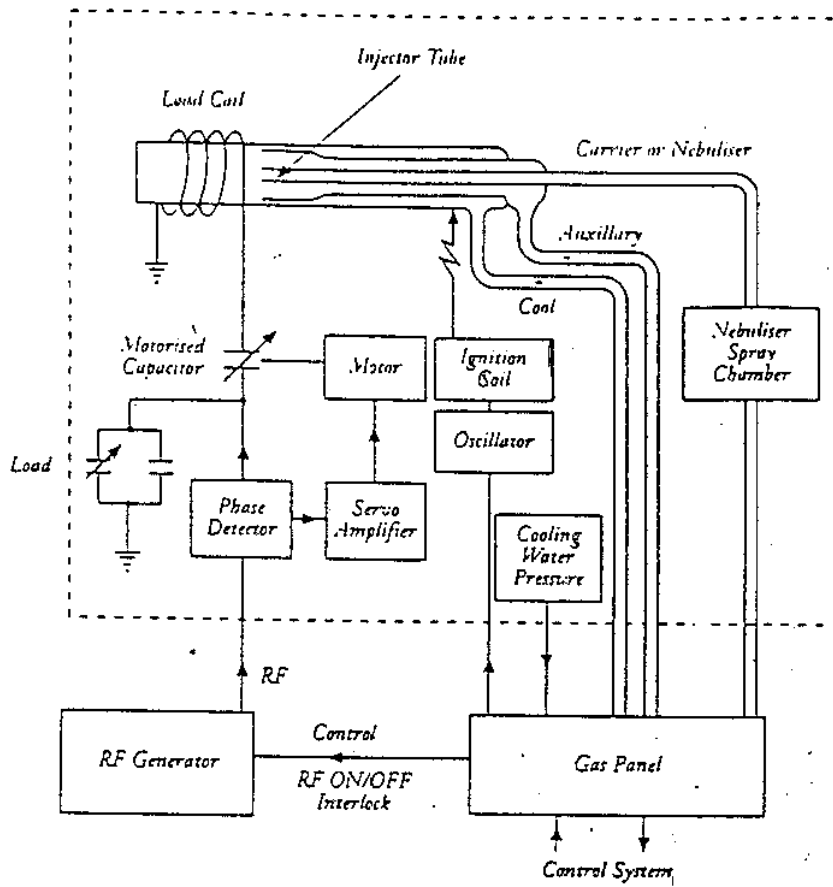 Injector Tube
Load Coil
Carrier or Nebuliser
Auxillary
Cool
Motorised
Capacitor
Motor
Ignition
Coil
Nebuliser
Spray
Chamber
Oscillator
Load
Phase
Detector
Servo
Amplifier
Cooling
Water
Pressure
RF
RF Generator
Control
RF ON/OFF
Interlock
Gas Panel
Control System